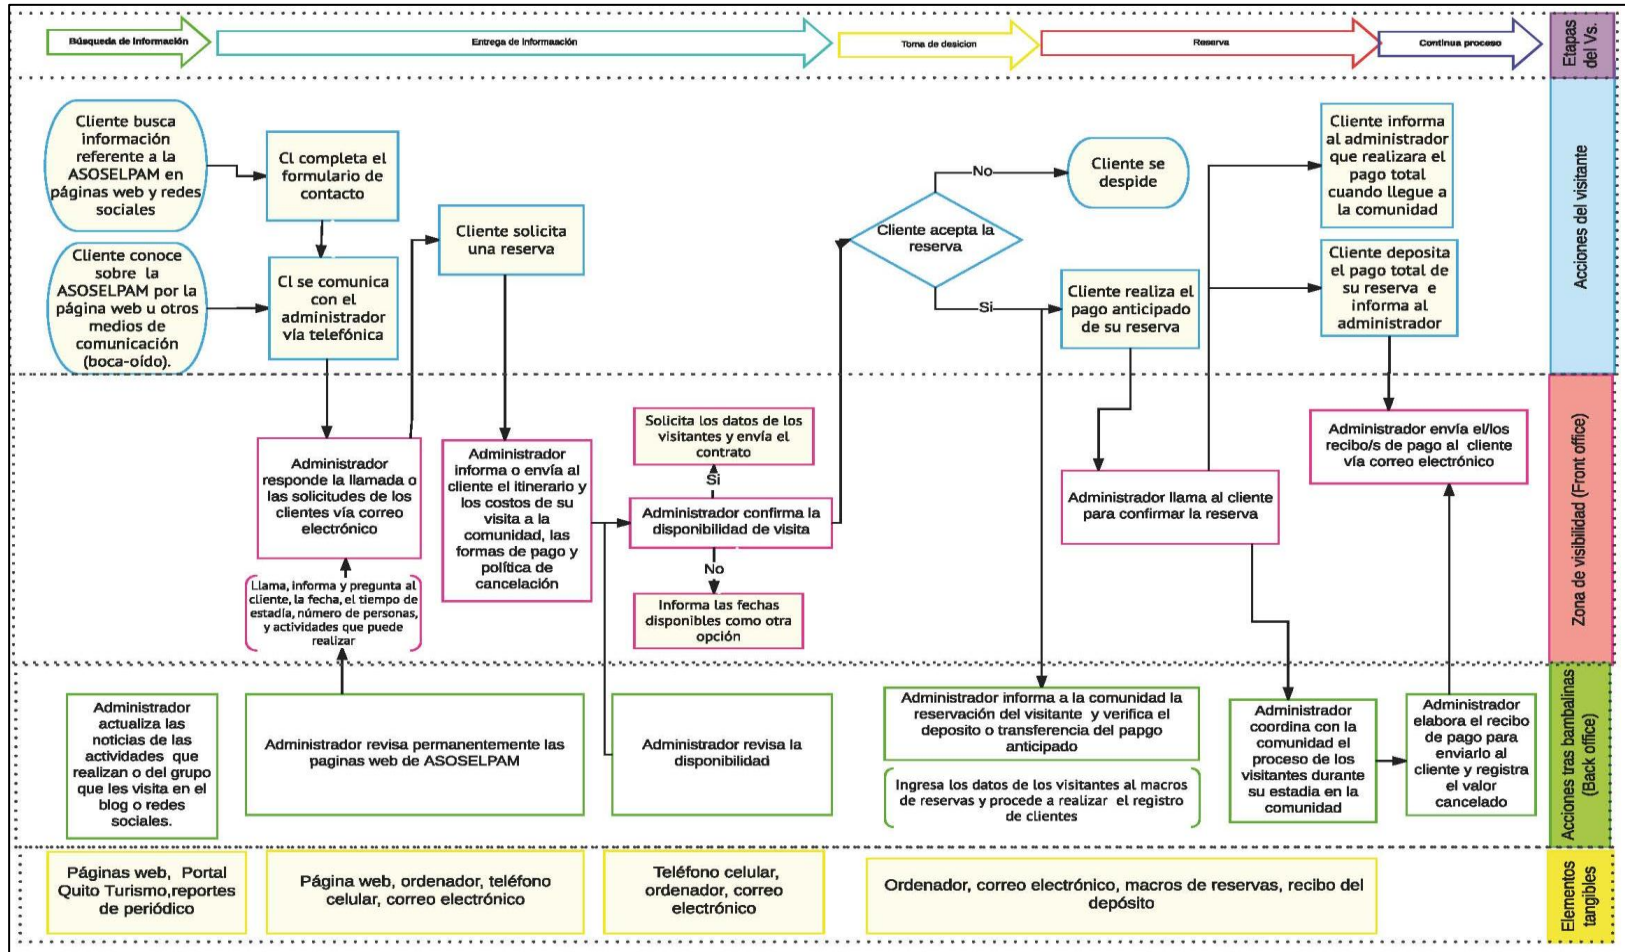 Búsqueda de Información
Entrega de Informaación
Toma de desicion
Reserva
Continua proceso
Etapas
del Vs.
Cliente busca
información
referente a la
ASOSELPAM en
páginas web y redes
sociales
Cl completa el
formulario de
contacto
Cliente solicita
una reserva
Cliente conoce
sobre la
ASOSELPAM por la
página web u otros
medios de
comunicación
(boca-oído).
Cl se comunica
con el
administrador
vía telefónica
Cliente acepta la
reserva
No
Cliente se
despide
Si
Cliente realiza el
pago anticipado
de su reserva
Cliente informa
al administrador
que realizara el
pago total
cuando llegue a
la comunidad
Cliente deposita
el pago total de
su reserva e
informa al
administrador
Acciones del visitante
Administrador
responde la llamada o
las solicitudes de los
clientes vía correo
electrónico
Llama, informa y pregunta al
cliente, la fecha, el tiempo de
estadía, número de personas,
y actividades que puede
realizar
Administrador
informa o envía al
cliente el itinerario y
los costos de su
visita a la
comunidad, las
formas de pago y
política de
cancelación
Solicita los datos de los
visitantes y envía el
contrato
Si
Administrador confirma la
disponibilidad de visita
No
Informa las fechas
disponibles como otra
opción
Administrador llama al cliente
para confirmar la reserva
Administrador envía el/los
recibo/s de pago al cliente
vía correo electrónico
Zona de visibilidad (Front office)
Administrador
actualiza las
noticias de las
actividades que
realizan o del grupo
que les visita en el
blog o redes
sociales.
Administrador revisa permanentemente las
paginas web de ASOSELPAM
Administrador revisa la
disponibilidad
Administrador informa a la comunidad la
reservación del visitante y verifica el
deposito o transferencia del papgo
anticipado
Ingresa los datos de los visitantes al macros
de reservas y procede a realizar el registro
de clientes
Administrador
coordina con la
comunidad el
proceso de los
visitantes durante
su estadia en la
comunidad
Administrador
elabora el recibo
de pago para
enviarlo al
cliente y registra
el valor
cancelado
Acciones tras bambalinas
(Back office)
Páginas web, Portal
Quito Turismo,reportes
de periódico
Página web, ordenador, teléfono
celular, correo electrónico
Teléfono celular,
ordenador, correo
electrónico
Ordenador, correo electrónico, macros de reservas, recibo del
depósito
Elementos
tangibles